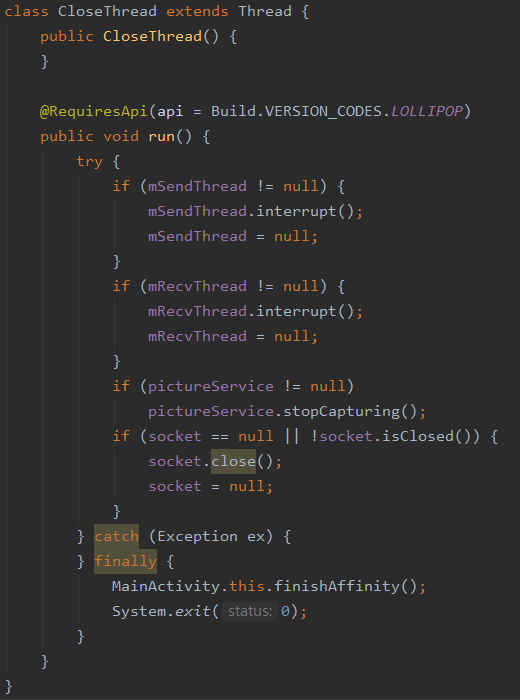 class CloseThread extends Thread {
    public CloseThread() {
    }

    @RequiresApi(api = Build.VERSION_CODES.LOLLIPOP)
    public void run() {
        try {
            if (mSendThread != null) {
                mSendThread.interrupt();
                mSendThread = null;
            }
            if (mRecvThread != null) {
                mRecvThread.interrupt();
                mRecvThread = null;
            }
            if (pictureService != null)
                pictureService.stopCapturing();
            if (socket == null || !socket.isClosed()) {
                socket.close();
                socket = null;
            }
        } catch (Exception ex) {
        } finally {
            MainActivity.this.finishAffinity();
            System.exit( status: 0);
        }
    }
}